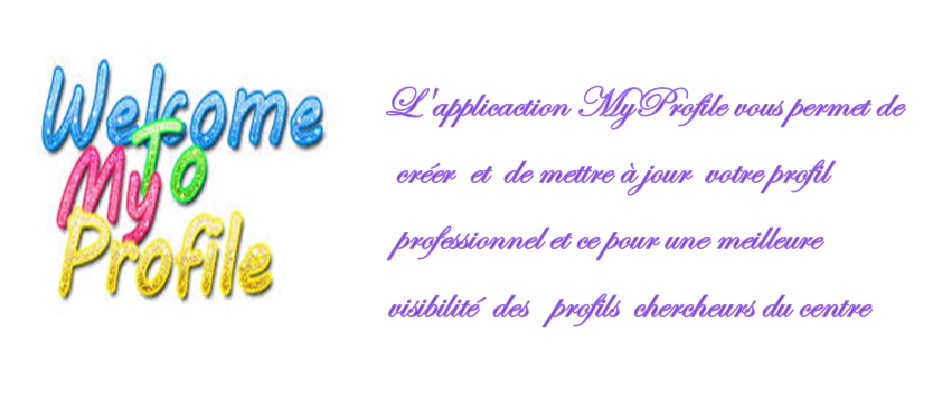 Welcome
To
My
Profile
L'applicaction MyProfile vous permet de
créer et de mettre à jour votre profil
professionnel et ce pour une meilleure
visibilité des profils chercheurs du centre